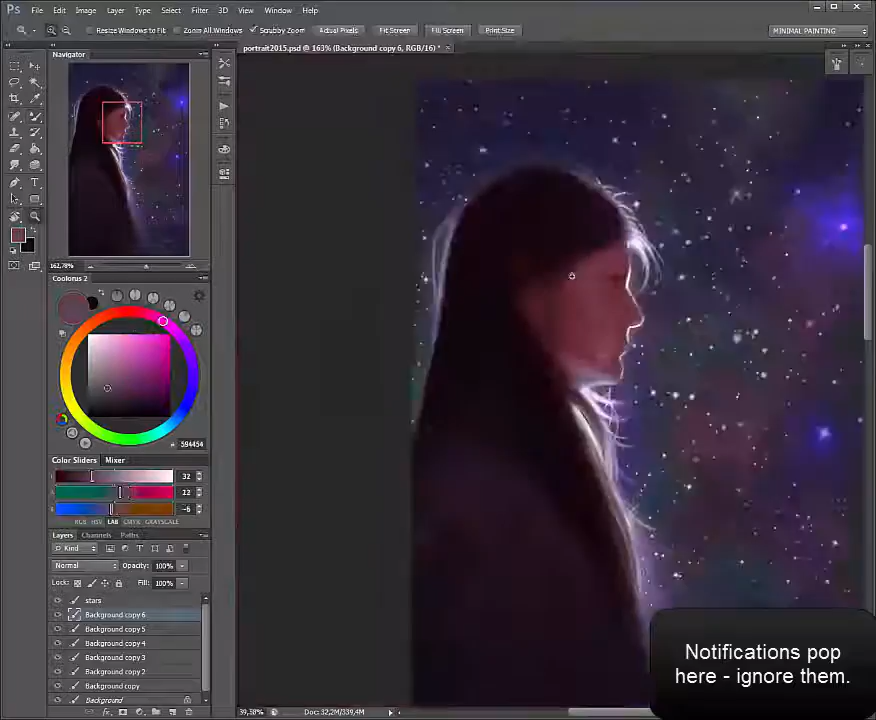 Ps File Edit Image Layer Type Select Filter 3D View Window Help
Resize Windows to Fit Zoom All Windows Scrubby Zoom Actual Pixels Fit Screen Fill Screen Print Size MINIMAL PAINTING
portrait2015.psd @ 163% (Background copy 6, RGB/16) *
Navigator
162,78%
Coolorus 2
# 594454
Color Sliders Mixer
32
12
-6
RGB HSV LAB CMYK GRAYSCALE
Layers Channels Paths
Kind
Normal Opacity: 100%
Lock: Fill: 100%
stars
Background copy 6
Background copy 5
Background copy 4
Background copy 3
Background copy 2
Background copy
Background
Notifications pop
here - ignore them.
39,58% Doc: 32,2M/339,4M